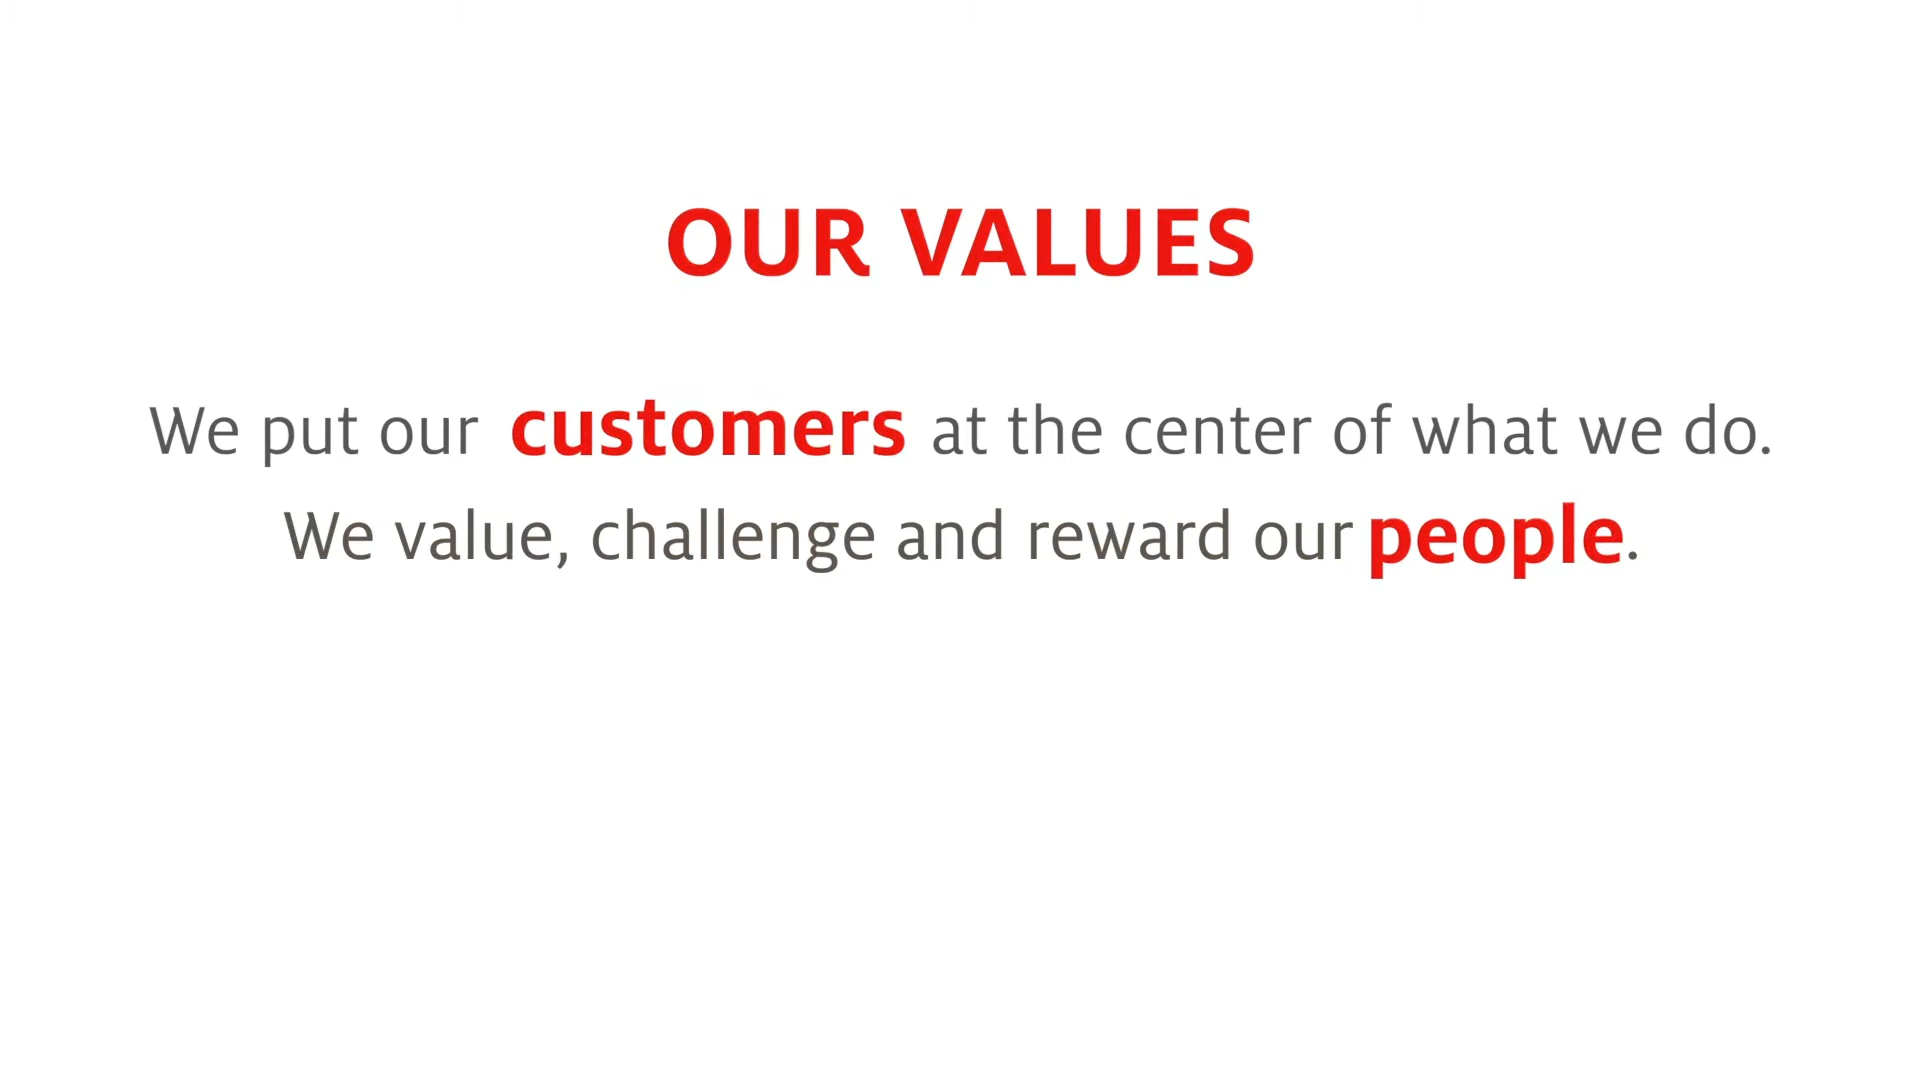 OUR VALUES
We put our customers at the center of what we do.
We value, challenge and reward our people.